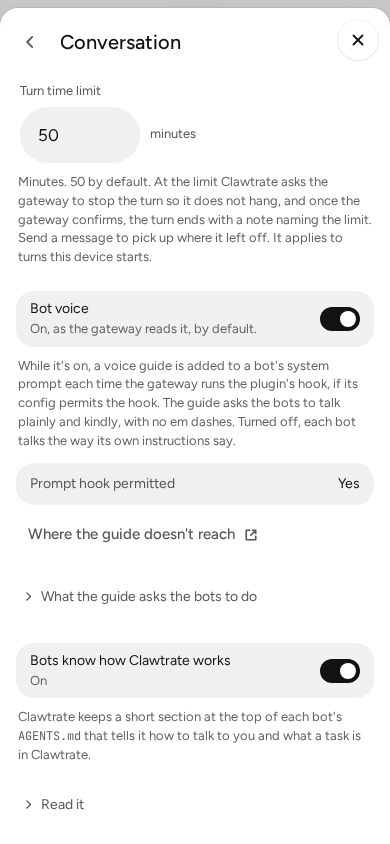 Conversation
Turn time limit
50
minutes
Minutes. 50 by default. At the limit Clawtrate asks the
gateway to stop the turn so it does not hang, and once the
gateway confirms, the turn ends with a note naming the limit.
Send a message to pick up where it left off. It applies to
turns this device starts.
Bot voice
On, as the gateway reads it, by default.
While it's on, a voice guide is added to a bot's system
prompt each time the gateway runs the plugin's hook, if its
config permits the hook. The guide asks the bots to talk
plainly and kindly, with no em dashes. Turned off, each bot
talks the way its own instructions say.
Prompt hook permitted
Yes
Where the guide doesn't reach
What the guide asks the bots to do
Bots know how Clawtrate works
On
Clawtrate keeps a short section at the top of each bot's
AGENTS.md that tells it how to talk to you and what a task is
in Clawtrate.
Read it